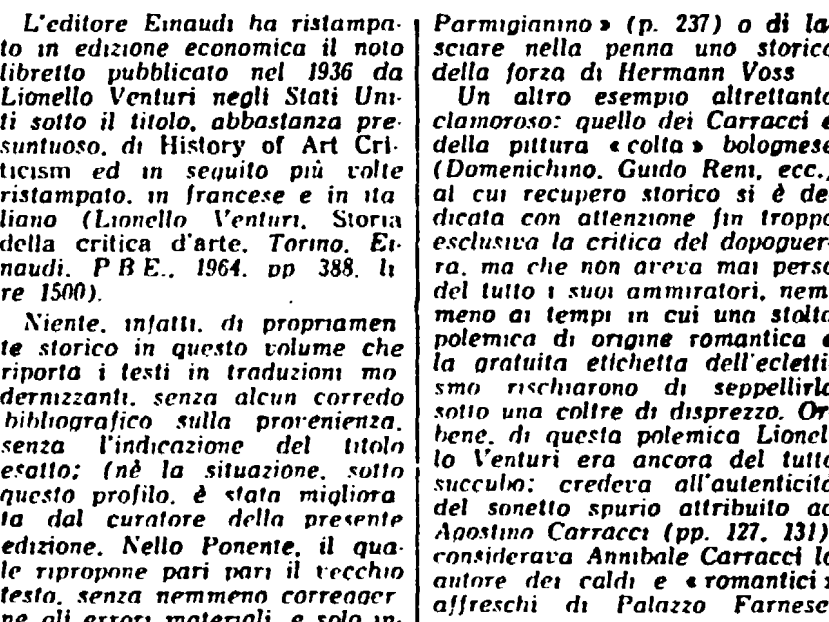 L'editore Einaudi ha ristampa-
to in edizione economica il noto
libretto pubblicato nel 1936 da
Lionello Venturi negli Stati Uni-
ti sotto il titolo, abbastanza pre-
suntuoso, di History of Art Cri-
ticism ed in seguito più volte
ristampato, in francese e in ita
liano (Lionello Venturi, Storia
della critica d'arte, Torino, Ei-
naudi, P B E., 1964, pp 388, li
re 1500).
Niente, infatti, di propriamen
te storico in questo volume che
riporta i testi in traduzioni mo
dernizzanti, senza alcun corredo
bibliografico sulla provenienza,
senza l'indicazione del titolo
esatto; (nè la situazione, sotto
questo profilo, è stata migliora
ta dal curatore della presente
edizione, Nello Ponente, il qua-
le ripropone pari pari il vecchio
testo, senza nemmeno corregger
ne gli errori materiali, e solo in-
Parmigianino » (p. 237) o di la
sciare nella penna uno storico
della forza di Hermann Voss
Un altro esempio altrettanto
clamoroso: quello dei Carracci e
della pittura « colta » bolognese
(Domenichino, Guido Reni, ecc.,
al cui recupero storico si è de
dicata con attenzione fin troppo
esclusiva la critica del dopoguer-
ra, ma che non aveva mai perso
del tutto i suoi ammiratori, nem-
meno ai tempi in cui una stolta
polemica di origine romantica e
la gratuita etichetta dell'ecletti-
smo rischiarono di seppellirla
sotto una coltre di disprezzo. Or
bene, di questa polemica Lionel-
lo Venturi era ancora del tutto
succubo: credeva all'autenticità
del sonetto spurio attribuito ad
Agostino Carracci (pp. 127, 131)
considerava Annibale Carracci lo
autore dei caldi e « romantici »
affreschi di Palazzo Farnese